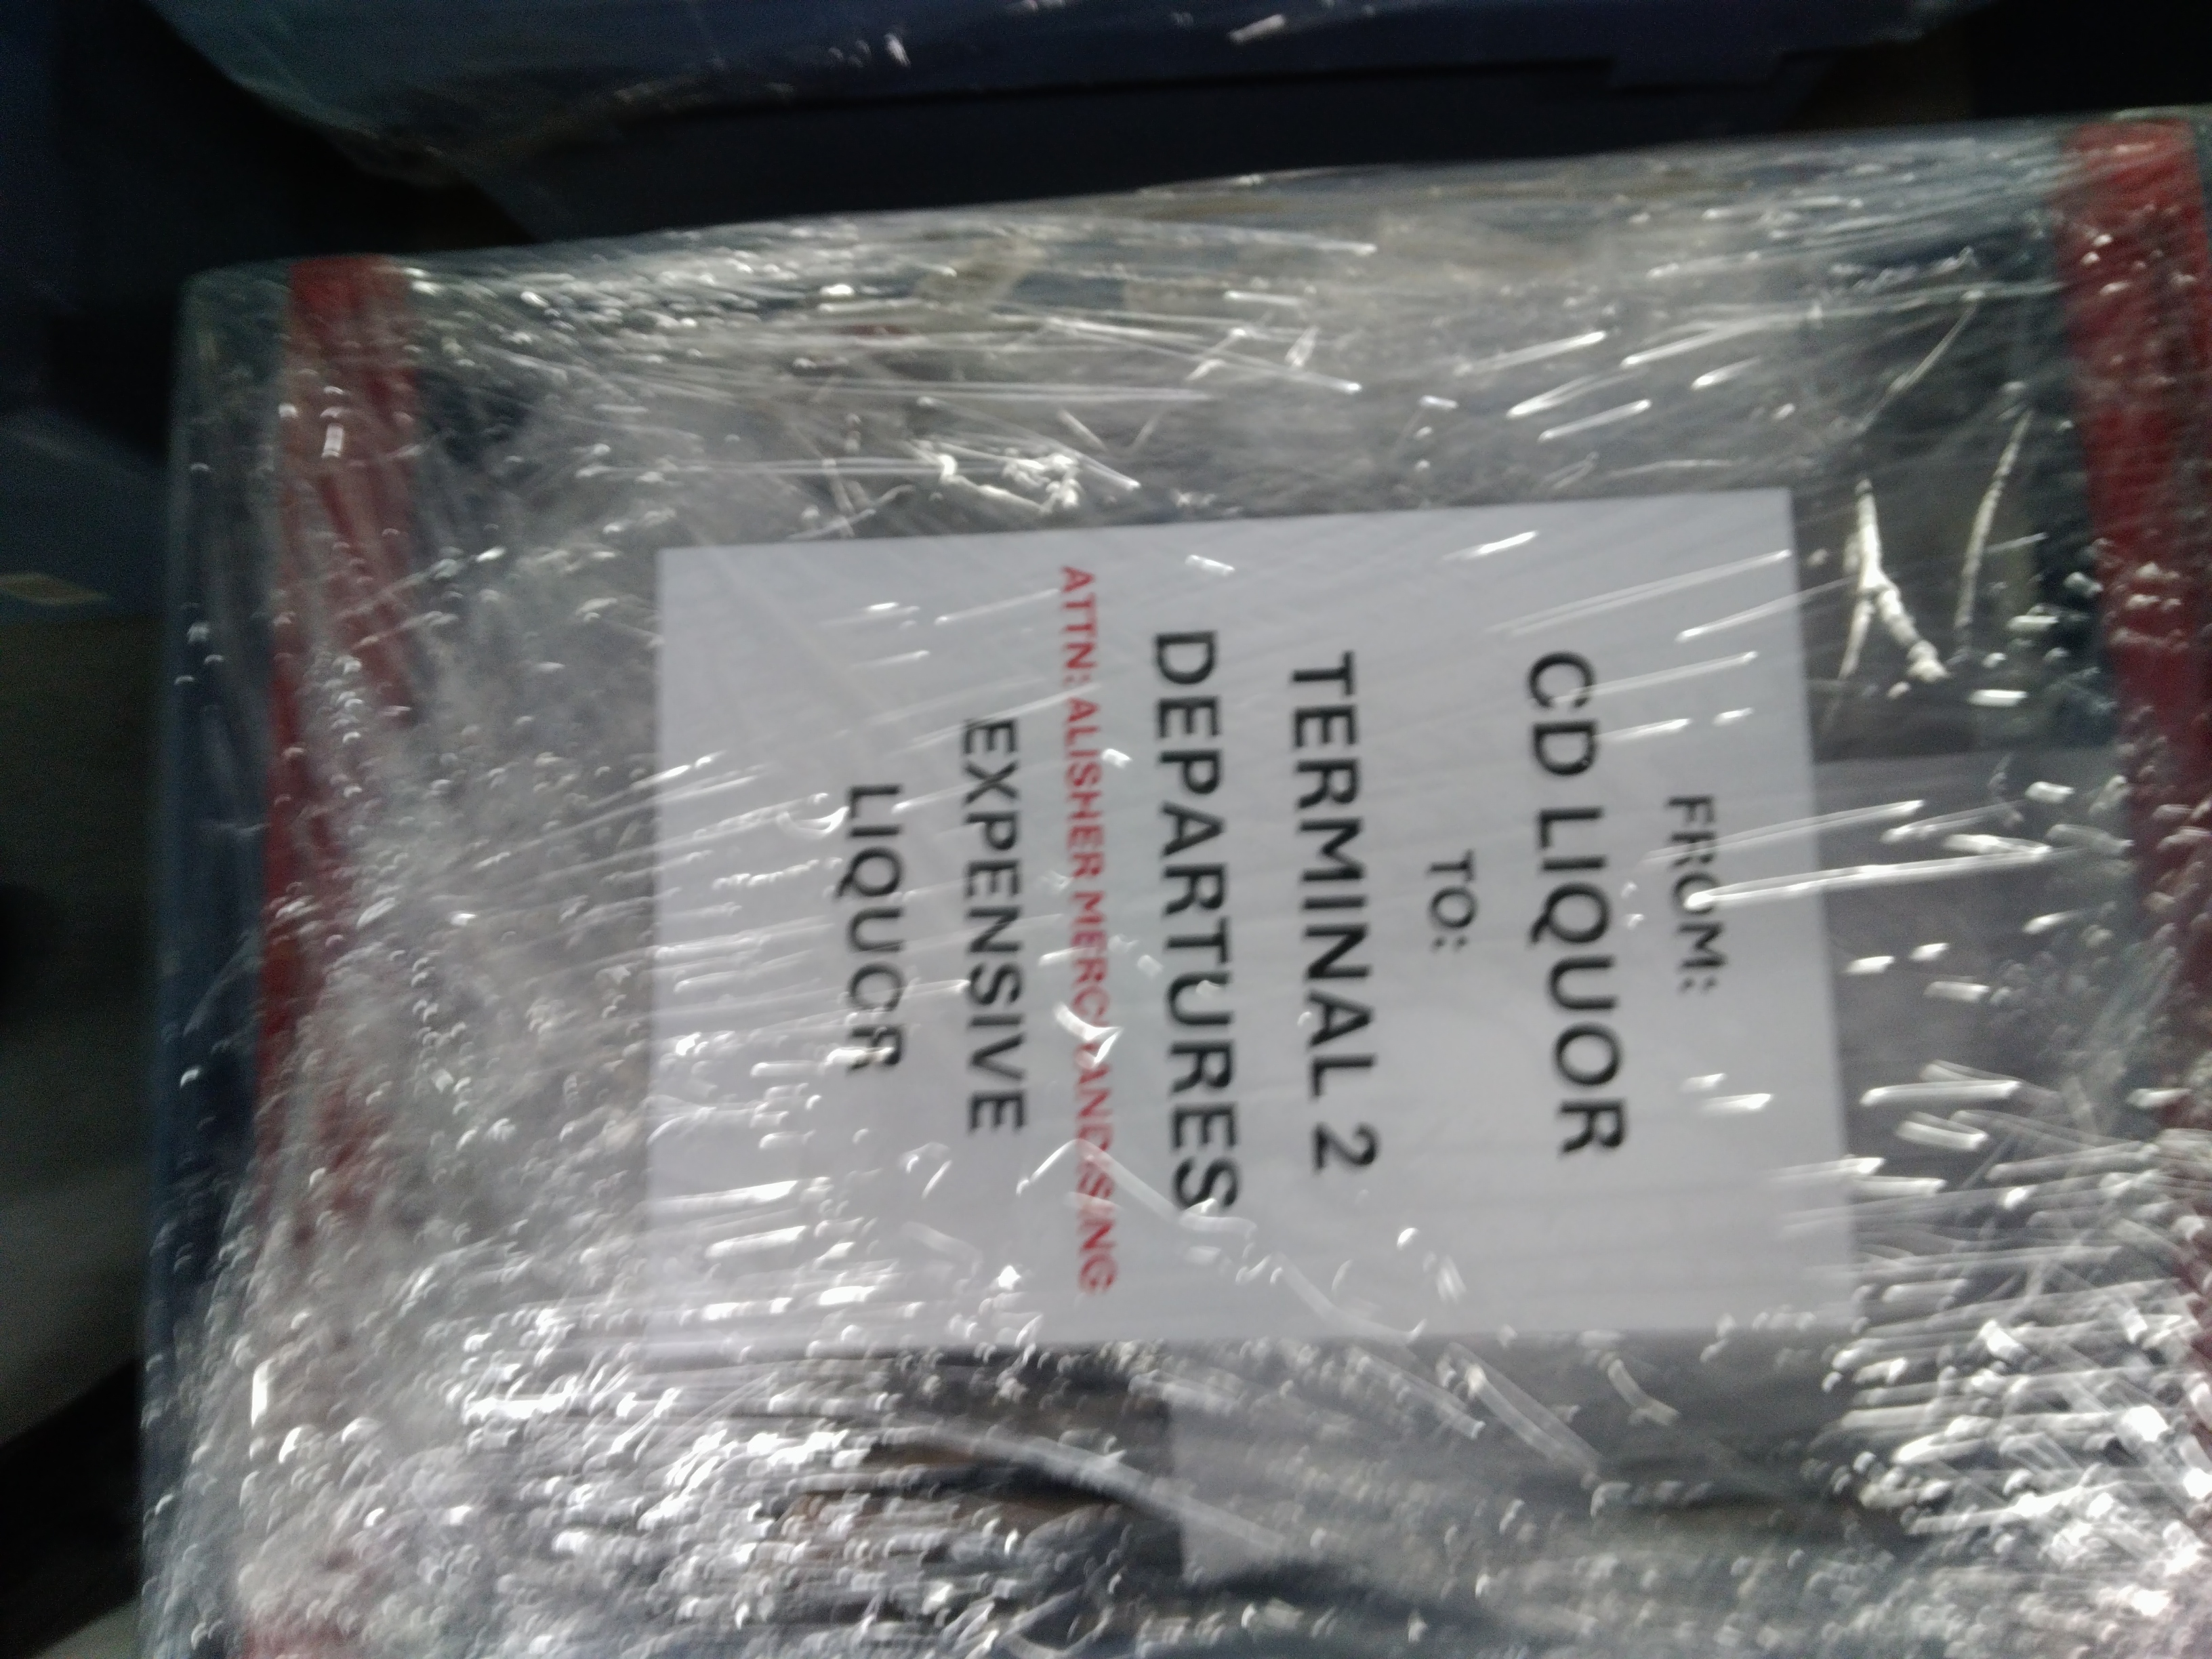 FROM:
CD LIQUOR
TO:
TERMINAL 2
DEPARTURES
ATTN: ALISHER MERCHANDISING
EXPENSIVE
LIQUOR